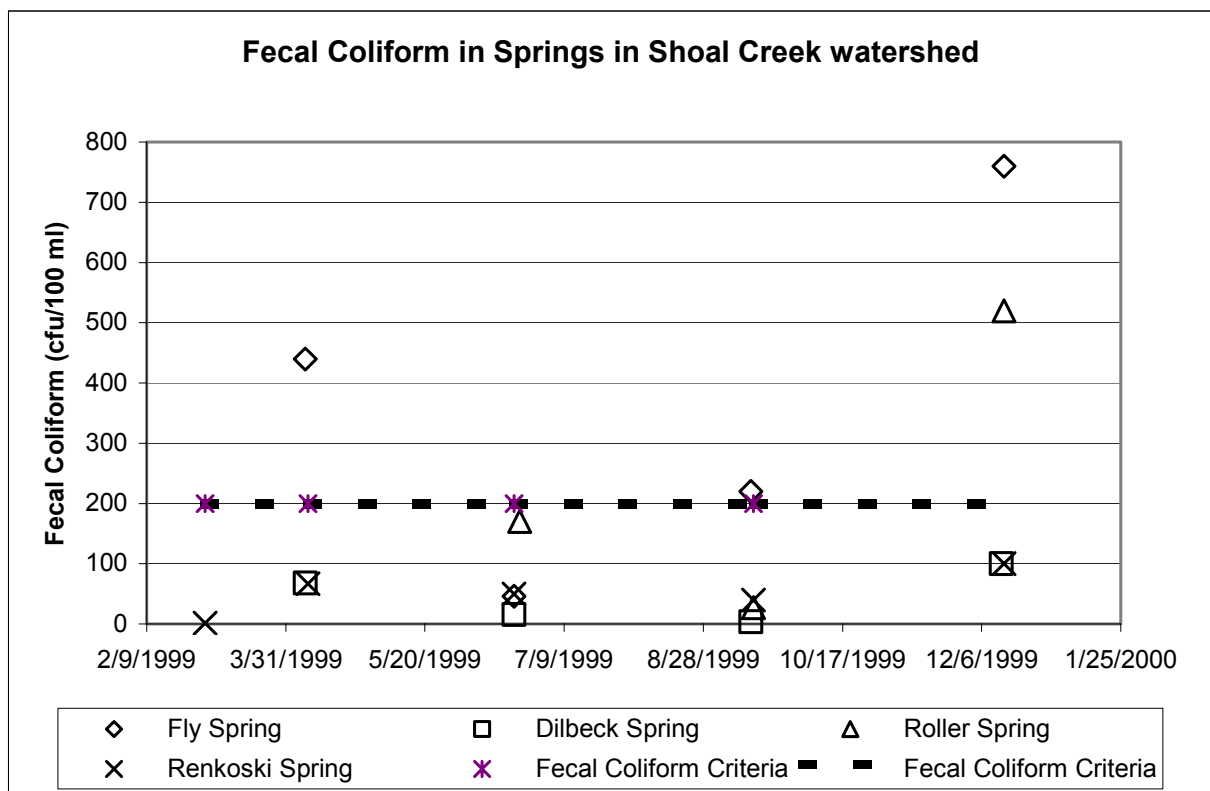 Fecal Coliform in Springs in Shoal Creek watershed
Fecal Coliform (cfu/100 ml)
800
700
600
500
400
300
200
100
0
2/9/1999 3/31/1999 5/20/1999 7/9/1999 8/28/1999 10/17/1999 12/6/1999 1/25/2000
Fly Spring Dilbeck Spring Roller Spring
Renkoski Spring Fecal Coliform Criteria Fecal Coliform Criteria